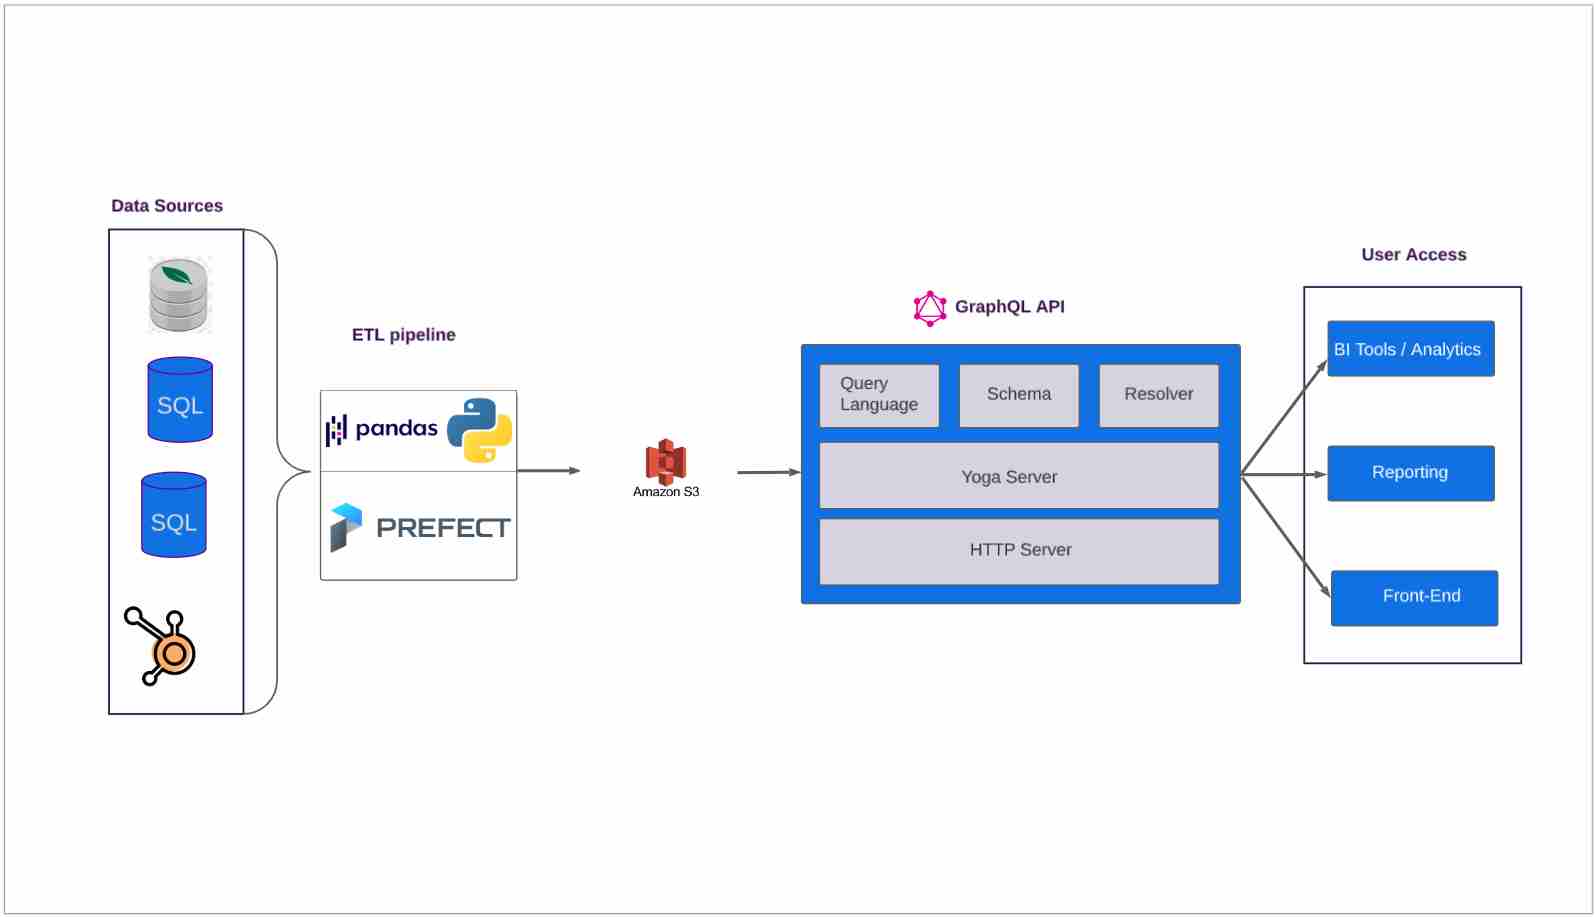 Data Sources
SQL
SQL
ETL pipeline
pandas
PREFECT
Amazon S3
GraphQL API
Query
Language
Schema
Resolver
Yoga Server
HTTP Server
User Access
BI Tools / Analytics
Reporting
Front-End